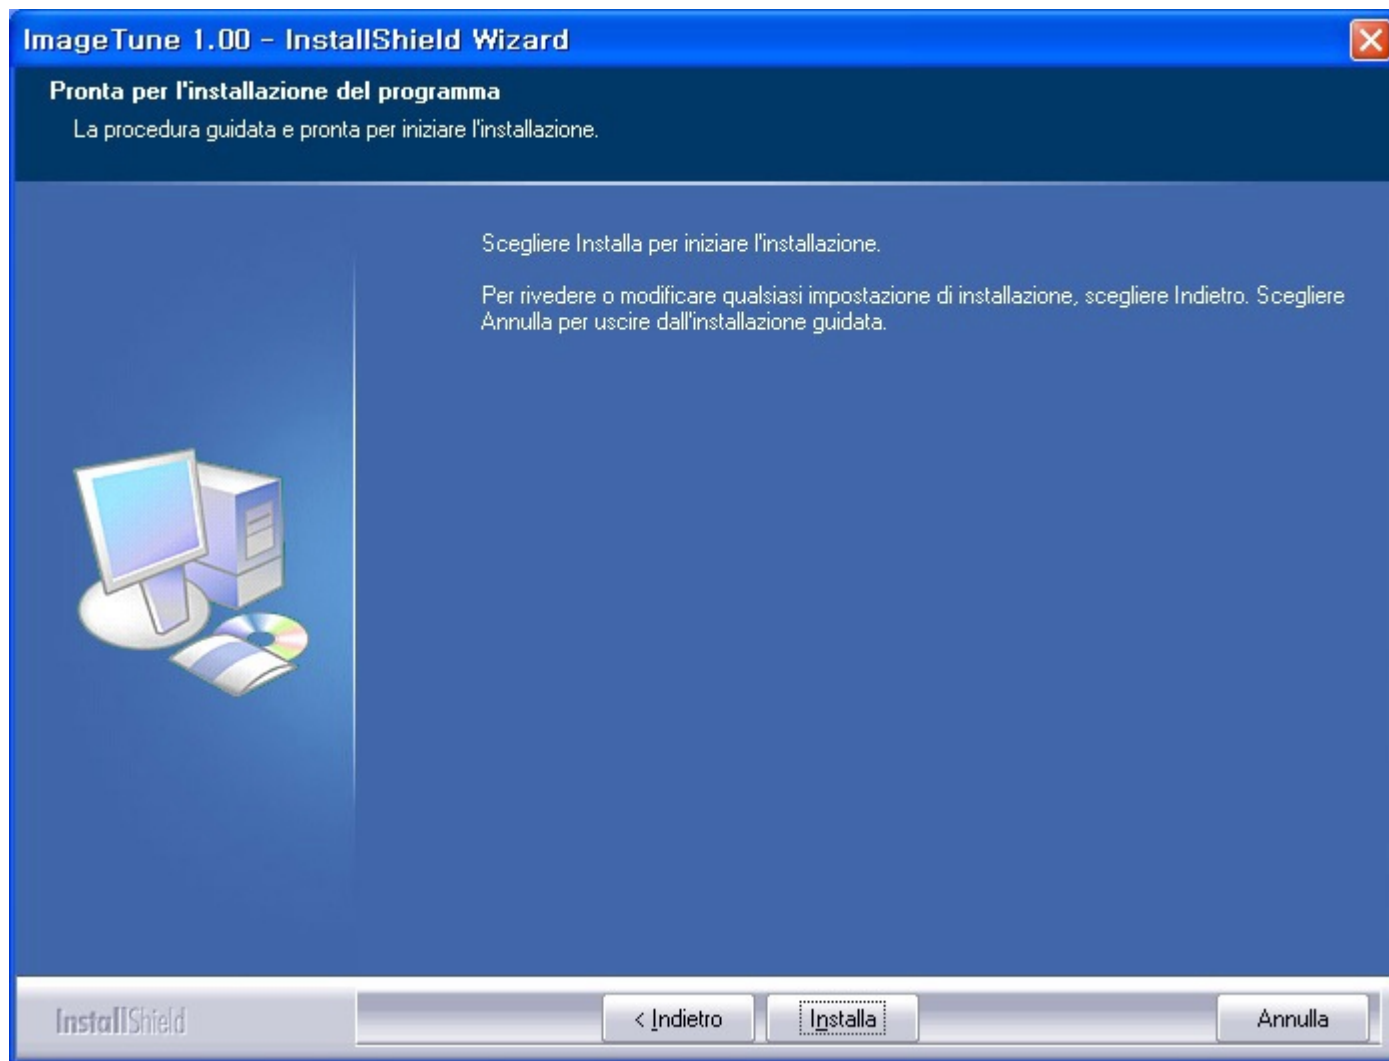 ImageTune 1.00 - InstallShield Wizard
Pronta per l'installazione del programma
La procedura guidata e pronta per iniziare l'installazione.
Scegliere Installa per iniziare l'installazione.
Per rivedere o modificare qualsiasi impostazione di installazione, scegliere Indietro. Scegliere
Annulla per uscire dall'installazione guidata.
InstallShield
< Indietro
Installa
Annulla